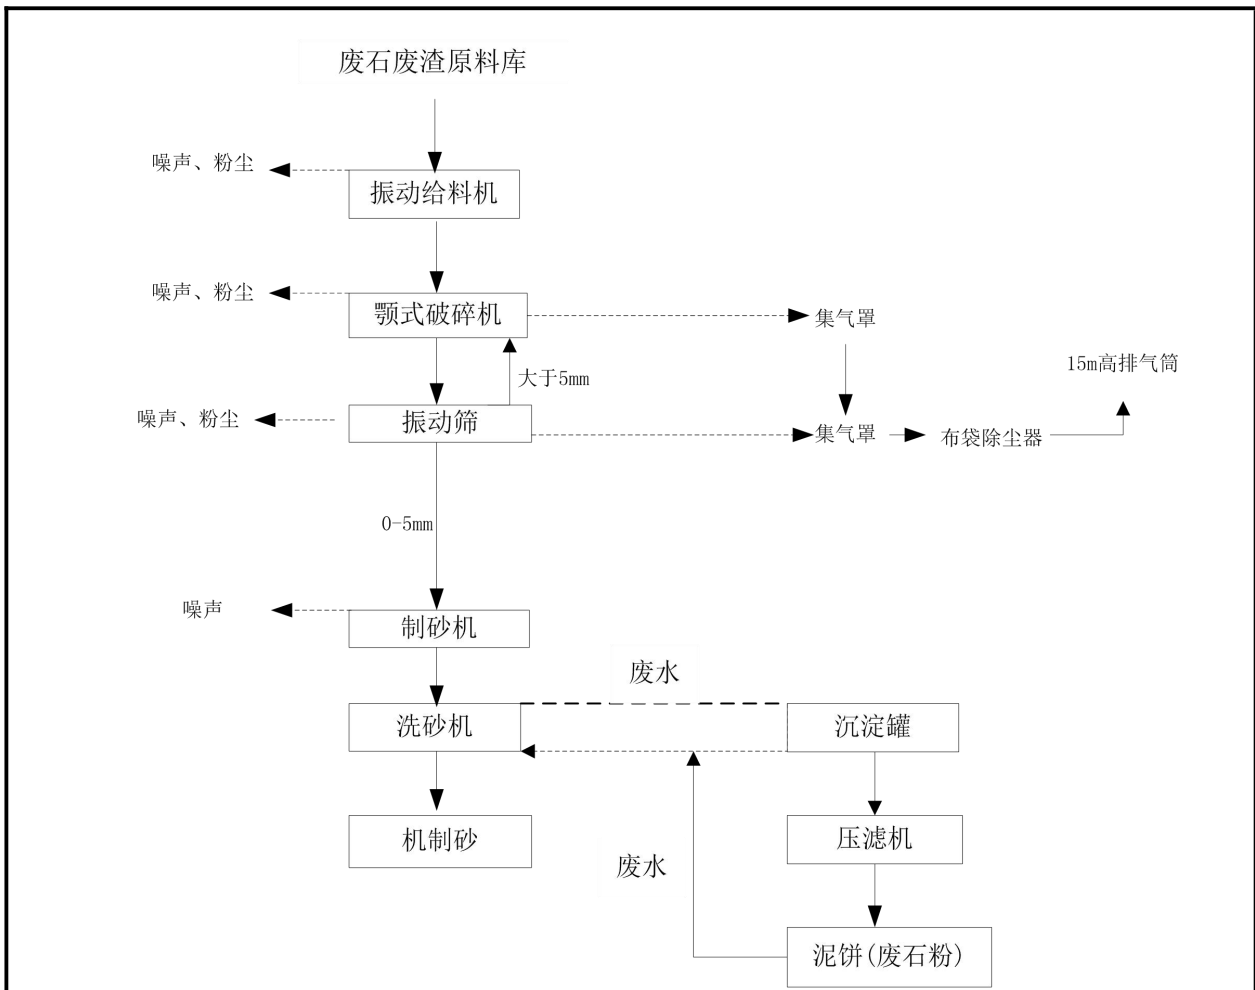 废石废渣原料库
噪声、粉尘
振动给料机
噪声、粉尘
颚式破碎机
集气罩
15m高排气筒
大于5mm
噪声、粉尘
振动筛
集气罩
布袋除尘器
0-5mm
噪声
制砂机
废水
洗砂机
沉淀罐
机制砂
压滤机
废水
泥饼(废石粉)